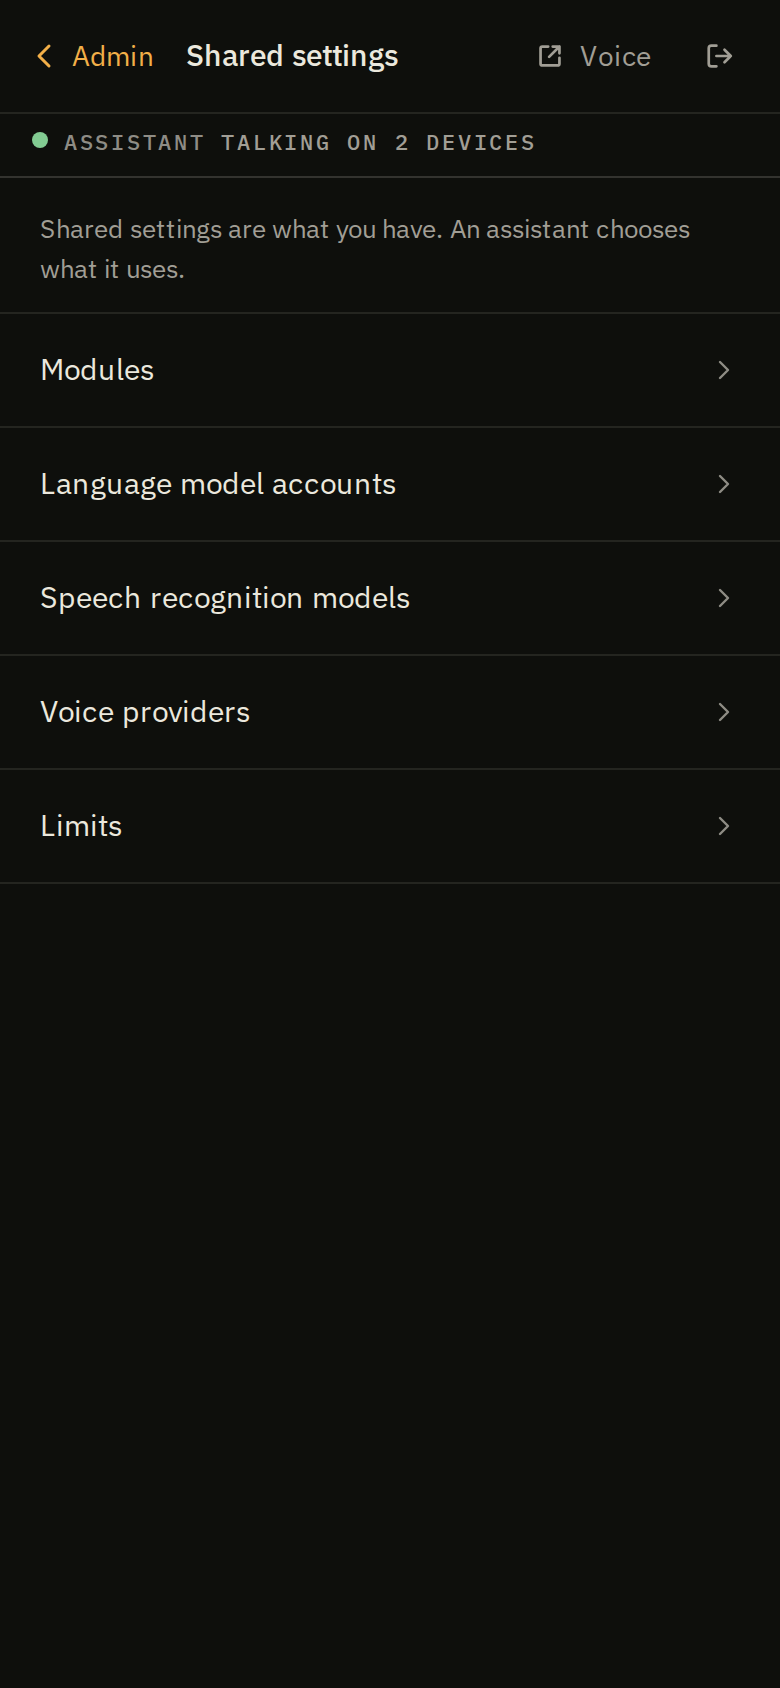 Admin Shared settings Voice
ASSISTANT TALKING ON 2 DEVICES
Shared settings are what you have. An assistant chooses
what it uses.
Modules
Language model accounts
Speech recognition models
Voice providers
Limits